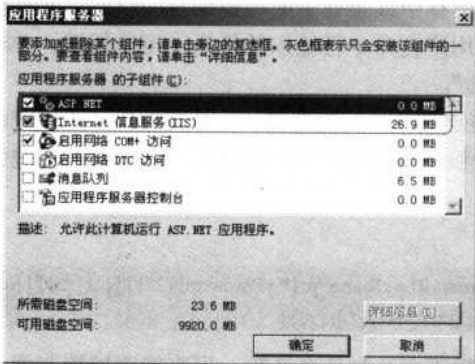 应用程序服务器
要添加或删除某个组件，请单击旁边的复选框。灰色框表示只会安装该组件的一
部分。要查看组件内容，请单击“详细信息”。
应用程序服务器 的子组件(C):
ASP.NET 0.0 MB
Internet 信息服务(IIS) 26.9 MB
启用网络 COM+ 访问 0.0 MB
启用网络 DTC 访问 0.0 MB
消息队列 6.5 MB
应用程序服务器控制台 0.0 MB
描述: 允许此计算机运行 ASP.NET 应用程序。
所需磁盘空间: 23.6 MB
可用磁盘空间: 9920.0 MB
详细信息(D)...
确定 取消